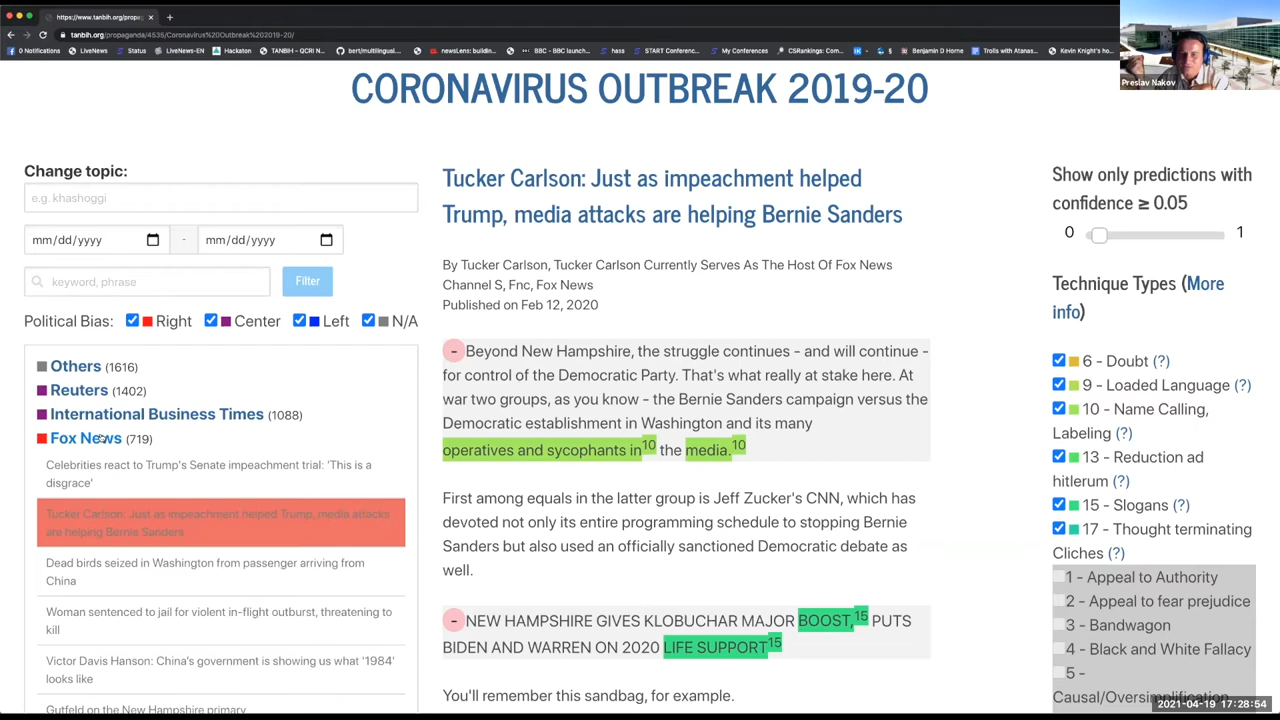 https://www.tanbih.org/propa
tanbih.org/propaganda/4535/Coronavirus%20Outbreak%202019-20/
0 Notifications
LiveNews
Status
LiveNews-EN
Hackaton
TANBIH - QCRI N...
bert/multilingual...
newsLens: buildin...
BBC - BBC launch...
hass
START Conferenc...
My Conferences
CSRankings: Comp...
Benjamin D Horne
Trolls with Atanas...
Kevin Knight's ho...
Preslav Nakov
CORONAVIRUS OUTBREAK 2019-20
Change topic:
e.g. khashoggi
mm/dd/yyyy - mm/dd/yyyy
keyword, phrase
Filter
Political Bias: Right Center Left N/A
Others (1616)
Reuters (1402)
International Business Times (1088)
Fox News (719)
Celebrities react to Trump's Senate impeachment trial: 'This is a
disgrace'
Tucker Carlson: Just as impeachment helped Trump, media attacks
are helping Bernie Sanders
Dead birds seized in Washington from passenger arriving from
China
Woman sentenced to jail for violent in-flight outburst, threatening to
kill
Victor Davis Hanson: China's government is showing us what '1984'
looks like
Gutfeld on the New Hampshire primary
Tucker Carlson: Just as impeachment helped
Trump, media attacks are helping Bernie Sanders
By Tucker Carlson, Tucker Carlson Currently Serves As The Host Of Fox News
Channel S, Fnc, Fox News
Published on Feb 12, 2020
- Beyond New Hampshire, the struggle continues - and will continue -
for control of the Democratic Party. That's what really at stake here. At
war two groups, as you know - the Bernie Sanders campaign versus the
Democratic establishment in Washington and its many
operatives and sycophants in10 the media.10
First among equals in the latter group is Jeff Zucker's CNN, which has
devoted not only its entire programming schedule to stopping Bernie
Sanders but also used an officially sanctioned Democratic debate as
well.
- NEW HAMPSHIRE GIVES KLOBUCHAR MAJOR BOOST,15 PUTS
BIDEN AND WARREN ON 2020 LIFE SUPPORT15
You'll remember this sandbag, for example.
Show only predictions with
confidence ≥ 0.05
0 1
Technique Types (More
info)
6 - Doubt (?)
9 - Loaded Language (?)
10 - Name Calling,
Labeling (?)
13 - Reduction ad
hitlerum (?)
15 - Slogans (?)
17 - Thought terminating
Cliches (?)
1 - Appeal to Authority
2 - Appeal to fear prejudice
3 - Bandwagon
4 - Black and White Fallacy
5 -
Causal/Oversimplification
2021-04-19 17:28:54